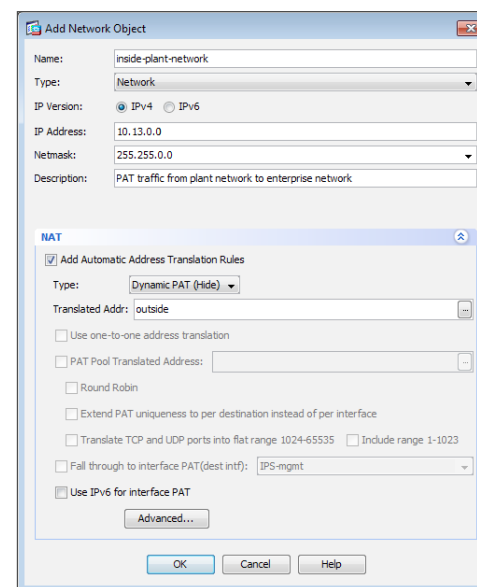 Add Network Object
Name: inside-plant-network
Type: Network
IP Version: IPv4 IPv6
IP Address: 10.13.0.0
Netmask: 255.255.0.0
Description: PAT traffic from plant network to enterprise network
NAT
Add Automatic Address Translation Rules
Type: Dynamic PAT (Hide)
Translated Addr: outside ...
Use one-to-one address translation
PAT Pool Translated Address: ...
Round Robin
Extend PAT uniqueness to per destination instead of per interface
Translate TCP and UDP ports into flat range 1024-65535 Include range 1-1023
Fall through to interface PAT(dest intf): IPS-mgmt
Use IPv6 for interface PAT
Advanced...
OK Cancel Help